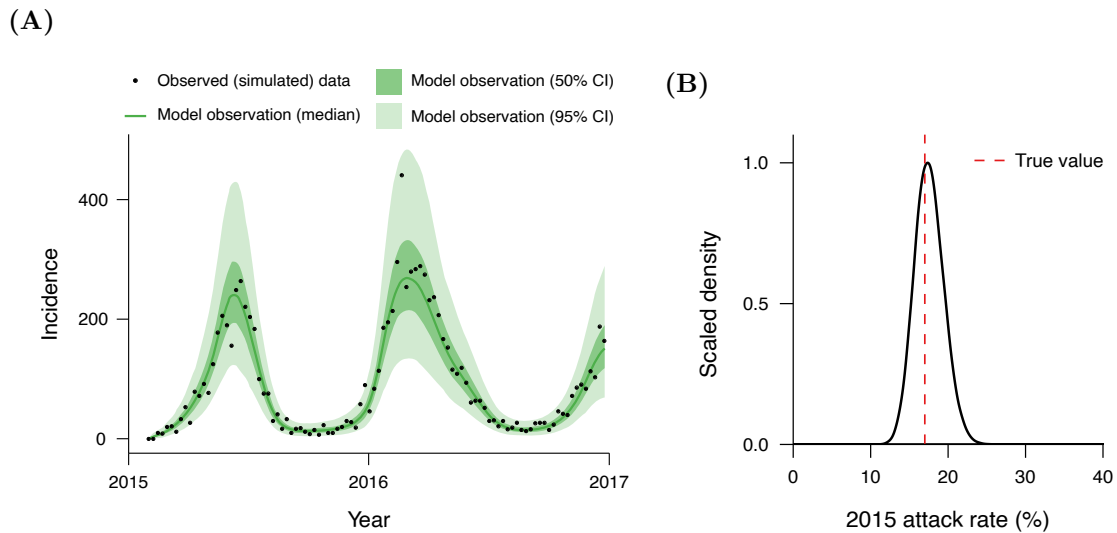 (A)
Observed (simulated) data
Model observation (median)
Model observation (50% CI)
Model observation (95% CI)
400
200
0
Incidence
2015
2016
2017
Year
(B)
1.0
0.5
0.0
Scaled density
True value
0
10
20
30
40
2015 attack rate (%)